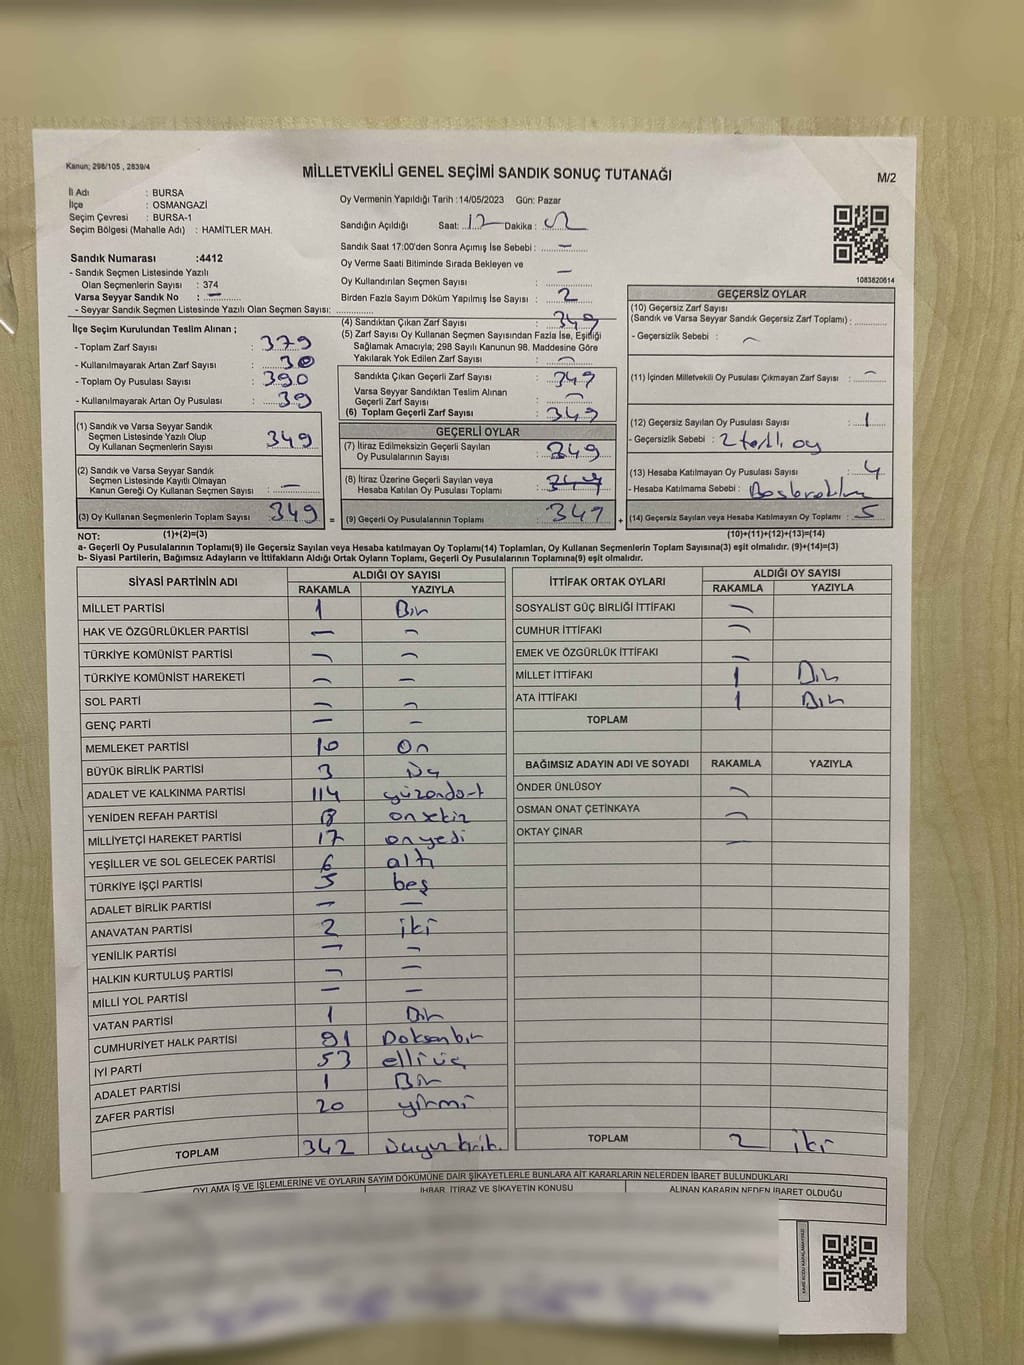 Kanun; 298/105 , 2839/4
MİLLETVEKİLİ GENEL SEÇİMİ SANDIK SONUÇ TUTANAĞI
M/2
İl Adı : BURSA
İlçe : OSMANGAZİ
Seçim Çevresi : BURSA-1
Seçim Bölgesi (Mahalle Adı) : HAMİTLER MAH.
Oy Vermenin Yapıldığı Tarih :14/05/2023 Gün: Pazar
Sandığın Açıldığı Saat: 17 Dakika:
Sandık Saat 17:00'den Sonra Açımış İse Sebebi : —
Oy Verme Saati Bitiminde Sırada Bekleyen ve
Oy Kullandırılan Seçmen Sayısı : —
Birden Fazla Sayım Döküm Yapılmış İse Sayısı : 2
Sandık Numarası :4412
- Sandık Seçmen Listesinde Yazılı
Olan Seçmenlerin Sayısı : 374
Varsa Seyyar Sandık No : —
- Seyyar Sandık Seçmen Listesinde Yazılı Olan Seçmen Sayısı:
İlçe Seçim Kurulundan Teslim Alınan ;
- Toplam Zarf Sayısı : 379
- Kullanılmayarak Artan Zarf Sayısı : 30
- Toplam Oy Pusulası Sayısı : 390
- Kullanılmayarak Artan Oy Pusulası : 39
(1) Sandık ve Varsa Seyyar Sandık
Seçmen Listesinde Yazılı Olup
Oy Kullanan Seçmenlerin Sayısı : 349
(2) Sandık ve Varsa Seyyar Sandık
Seçmen Listesinde Kayıtlı Olmayan
Kanun Gereği Oy Kullanan Seçmen Sayısı : —
(3) Oy Kullanan Seçmenlerin Toplam Sayısı : 349 =
(4) Sandıktan Çıkan Zarf Sayısı : 349
(5) Zarf Sayısı Oy Kullanan Seçmen Sayısından Fazla İse, Eşitliği
Sağlamak Amacıyla; 298 Sayılı Kanunun 98. Maddesine Göre
Yakılarak Yok Edilen Zarf Sayısı : —
Sandıkta Çıkan Geçerli Zarf Sayısı : 349
Varsa Seyyar Sandıktan Teslim Alınan
Geçerli Zarf Sayısı : —
(6) Toplam Geçerli Zarf Sayısı : 349
GEÇERLİ OYLAR
(7) İtiraz Edilmeksizin Geçerli Sayılan
Oy Pusulalarının Sayısı : 349
(8) İtiraz Üzerine Geçerli Sayılan veya
Hesaba Katılan Oy Pusulası Toplamı :
(9) Geçerli Oy Pusulalarının Toplamı : +
1083820614
GEÇERSİZ OYLAR
(10) Geçersiz Zarf Sayısı
(Sandık ve Varsa Seyyar Sandık Geçersiz Zarf Toplamı) :
- Geçersizlik Sebebi : —
(11) İçinden Milletvekili Oy Pusulası Çıkmayan Zarf Sayısı : —
(12) Geçersiz Sayılan Oy Pusulası Sayısı : 1
- Geçersizlik Sebebi : 2 oy
(13) Hesaba Katılmayan Oy Pusulası Sayısı : 4
- Hesaba Katılmama Sebebi :
(14) Geçersiz Sayılan veya Hesaba Katılmayan Oy Toplamı : 5
NOT: (1)+(2)=(3) (10)+(11)+(12)+(13)=(14)
a- Geçerli Oy Pusulalarının Toplamı(9) ile Geçersiz Sayılan veya Hesaba Katılmayan Oy Toplamı(14) Toplamları, Oy Kullanan Seçmenlerin Toplam Sayısına(3) eşit olmalıdır. (9)+(14)=(3)
b- Siyasi Partilerin, Bağımsız Adayların ve İttifakların Aldığı Ortak Oyların Toplamı, Geçerli Oy Pusulalarının Toplamına(9) eşit olmalıdır.
SİYASİ PARTİNİN ADI ALDIĞI OY SAYISI
RAKAMLA YAZIYLA
MİLLET PARTİSİ 1 Bir
HAK VE ÖZGÜRLÜKLER PARTİSİ — —
TÜRKİYE KOMÜNİST PARTİSİ — —
TÜRKİYE KOMÜNİST HAREKETİ — —
SOL PARTİ — —
GENÇ PARTİ — —
MEMLEKET PARTİSİ 10 On
BÜYÜK BİRLİK PARTİSİ 3 Üç
ADALET VE KALKINMA PARTİSİ 114 yüzondört
YENİDEN REFAH PARTİSİ 18 onsekiz
MİLLİYETÇİ HAREKET PARTİSİ 17 onyedi
YEŞİLLER VE SOL GELECEK PARTİSİ 6 altı
TÜRKİYE İŞÇİ PARTİSİ 5 beş
ADALET BİRLİK PARTİSİ — —
ANAVATAN PARTİSİ 2 iki
YENİLİK PARTİSİ — —
HALKIN KURTULUŞ PARTİSİ — —
MİLLİ YOL PARTİSİ — —
VATAN PARTİSİ 1 Bir
CUMHURİYET HALK PARTİSİ 91 Doksanbir
İYİ PARTİ 53 elliüç
ADALET PARTİSİ 1 Bir
ZAFER PARTİSİ 20 yirmi
TOPLAM 342
İTTİFAK ORTAK OYLARI ALDIĞI OY SAYISI
RAKAMLA YAZIYLA
SOSYALİST GÜÇ BİRLİĞİ İTTİFAKI —
CUMHUR İTTİFAKI —
EMEK VE ÖZGÜRLÜK İTTİFAKI —
MİLLET İTTİFAKI 1 Bir
ATA İTTİFAKI 1 Bir
TOPLAM
BAĞIMSIZ ADAYIN ADI VE SOYADI RAKAMLA YAZIYLA
ÖNDER ÜNLÜSOY —
OSMAN ONAT ÇETİNKAYA —
OKTAY ÇINAR —
TOPLAM 2 iki
OYLAMA İŞ VE İŞLEMLERİNE VE OYLARIN SAYIM DÖKÜMÜNE DAİR ŞİKAYETLERLE BUNLARA AİT KARARLARIN NELERDEN İBARET BULUNDUKLARI
İHBAR, İTİRAZ VE ŞİKAYETİN KONUSU ALINAN KARARIN NEDEN İBARET OLDUĞU